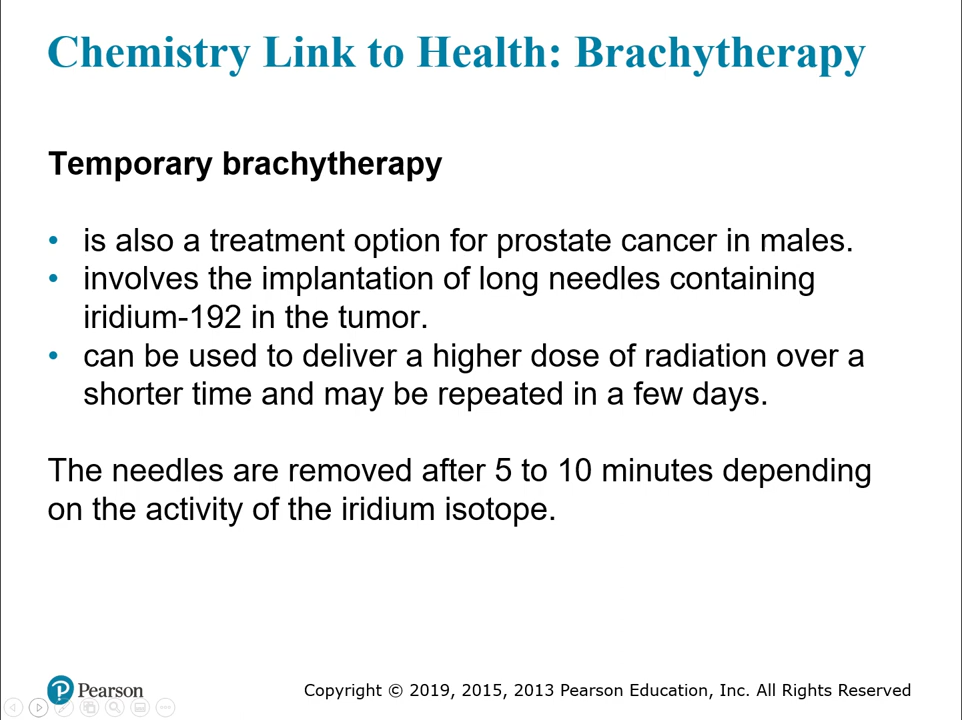 Chemistry Link to Health: Brachytherapy
Temporary brachytherapy
• is also a treatment option for prostate cancer in males.
• involves the implantation of long needles containing
iridium-192 in the tumor.
• can be used to deliver a higher dose of radiation over a
shorter time and may be repeated in a few days.
The needles are removed after 5 to 10 minutes depending
on the activity of the iridium isotope.
P Pearson
Copyright © 2019, 2015, 2013 Pearson Education, Inc. All Rights Reserved